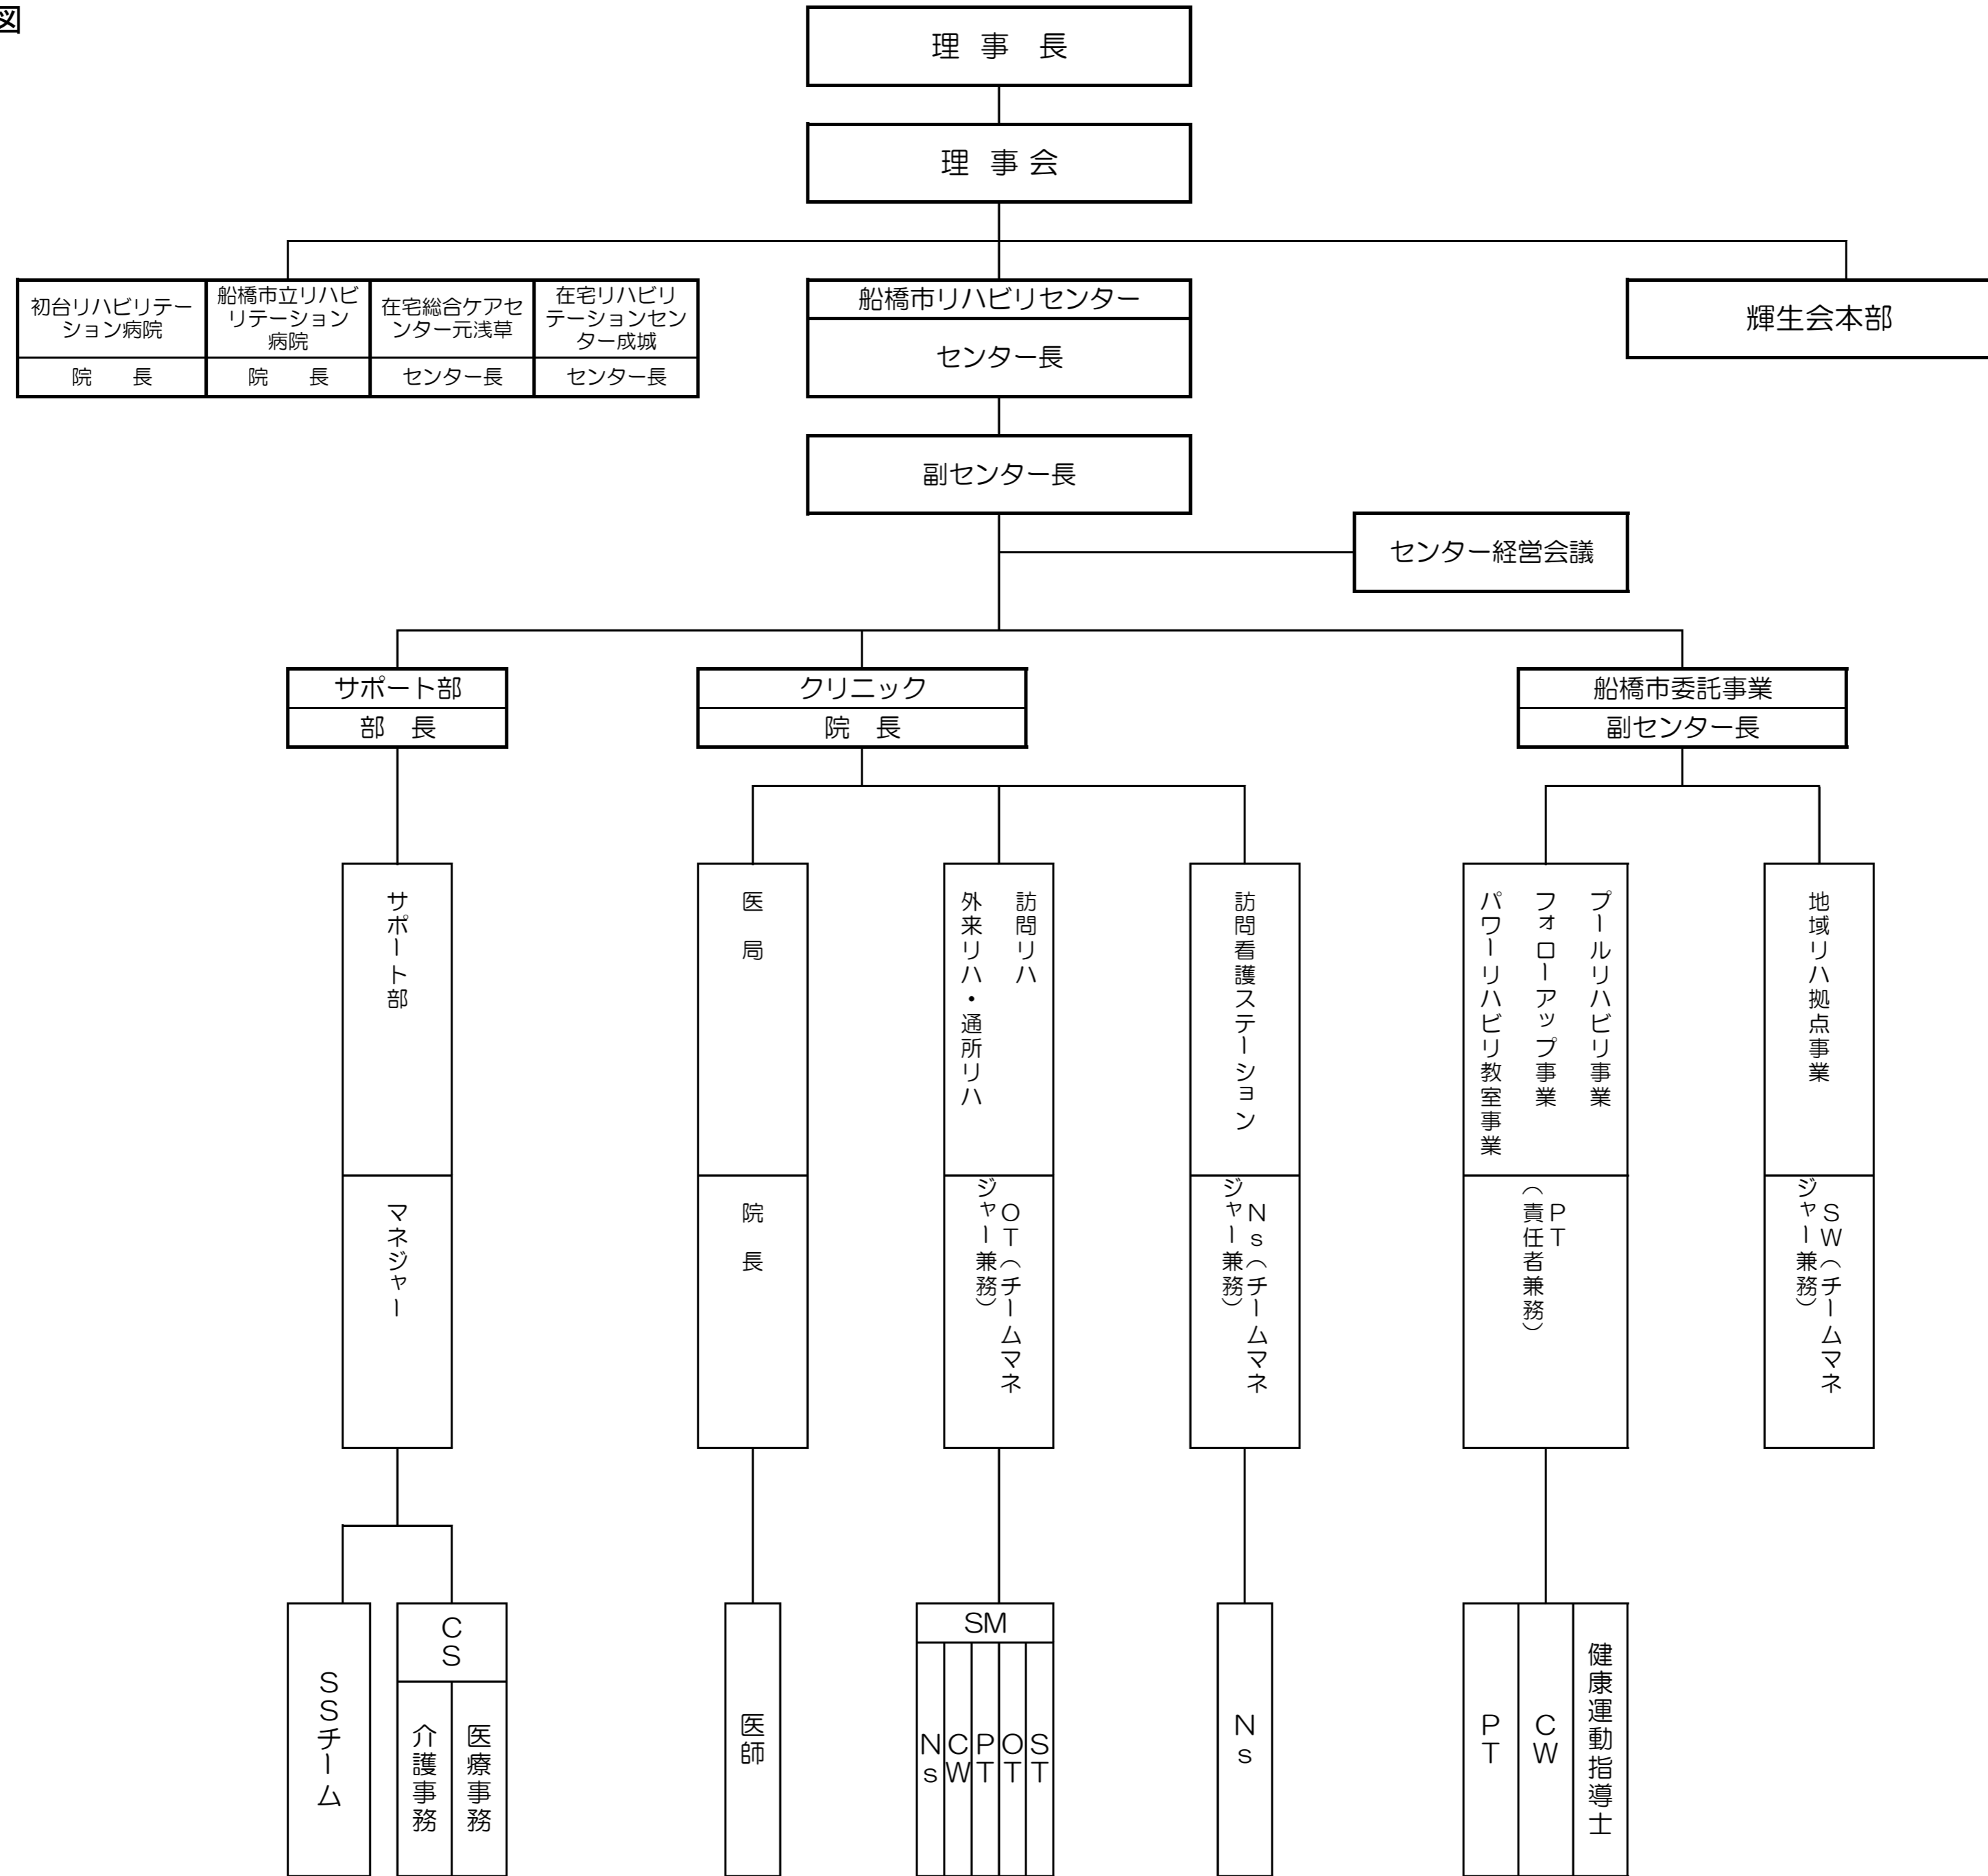 図
理 事 長
理 事 会
初台リハビリテー
ション病院
院 長
船橋市立リハビ
リテーション
病院
院 長
在宅総合ケアセ
ンター元浅草
センター長
在宅リハビリ
テーションセン
ター成城
センター長
船橋市リハビリセンター
センター長
輝生会本部
副センター長
センター経営会議
サポート部
部 長
クリニック
院 長
船橋市委託事業
副センター長
サポート部
マネジャー
医 局
院 長
訪問リハ
外来リハ・通所リハ
OT(チームマネ
ジャー兼務)
訪問看護ステーション
Ns(チームマネ
ジャー兼務)
プールリハビリ事業
フォローアップ事業
パワーリハビリ教室事業
PT
(責任者兼務)
地域リハ拠点事業
SW(チームマネ
ジャー兼務)
SSチーム
CS
介護事務
医療事務
医師
SM
Ns
CW
PT
OT
ST
Ns
PT
CW
健康運動指導士